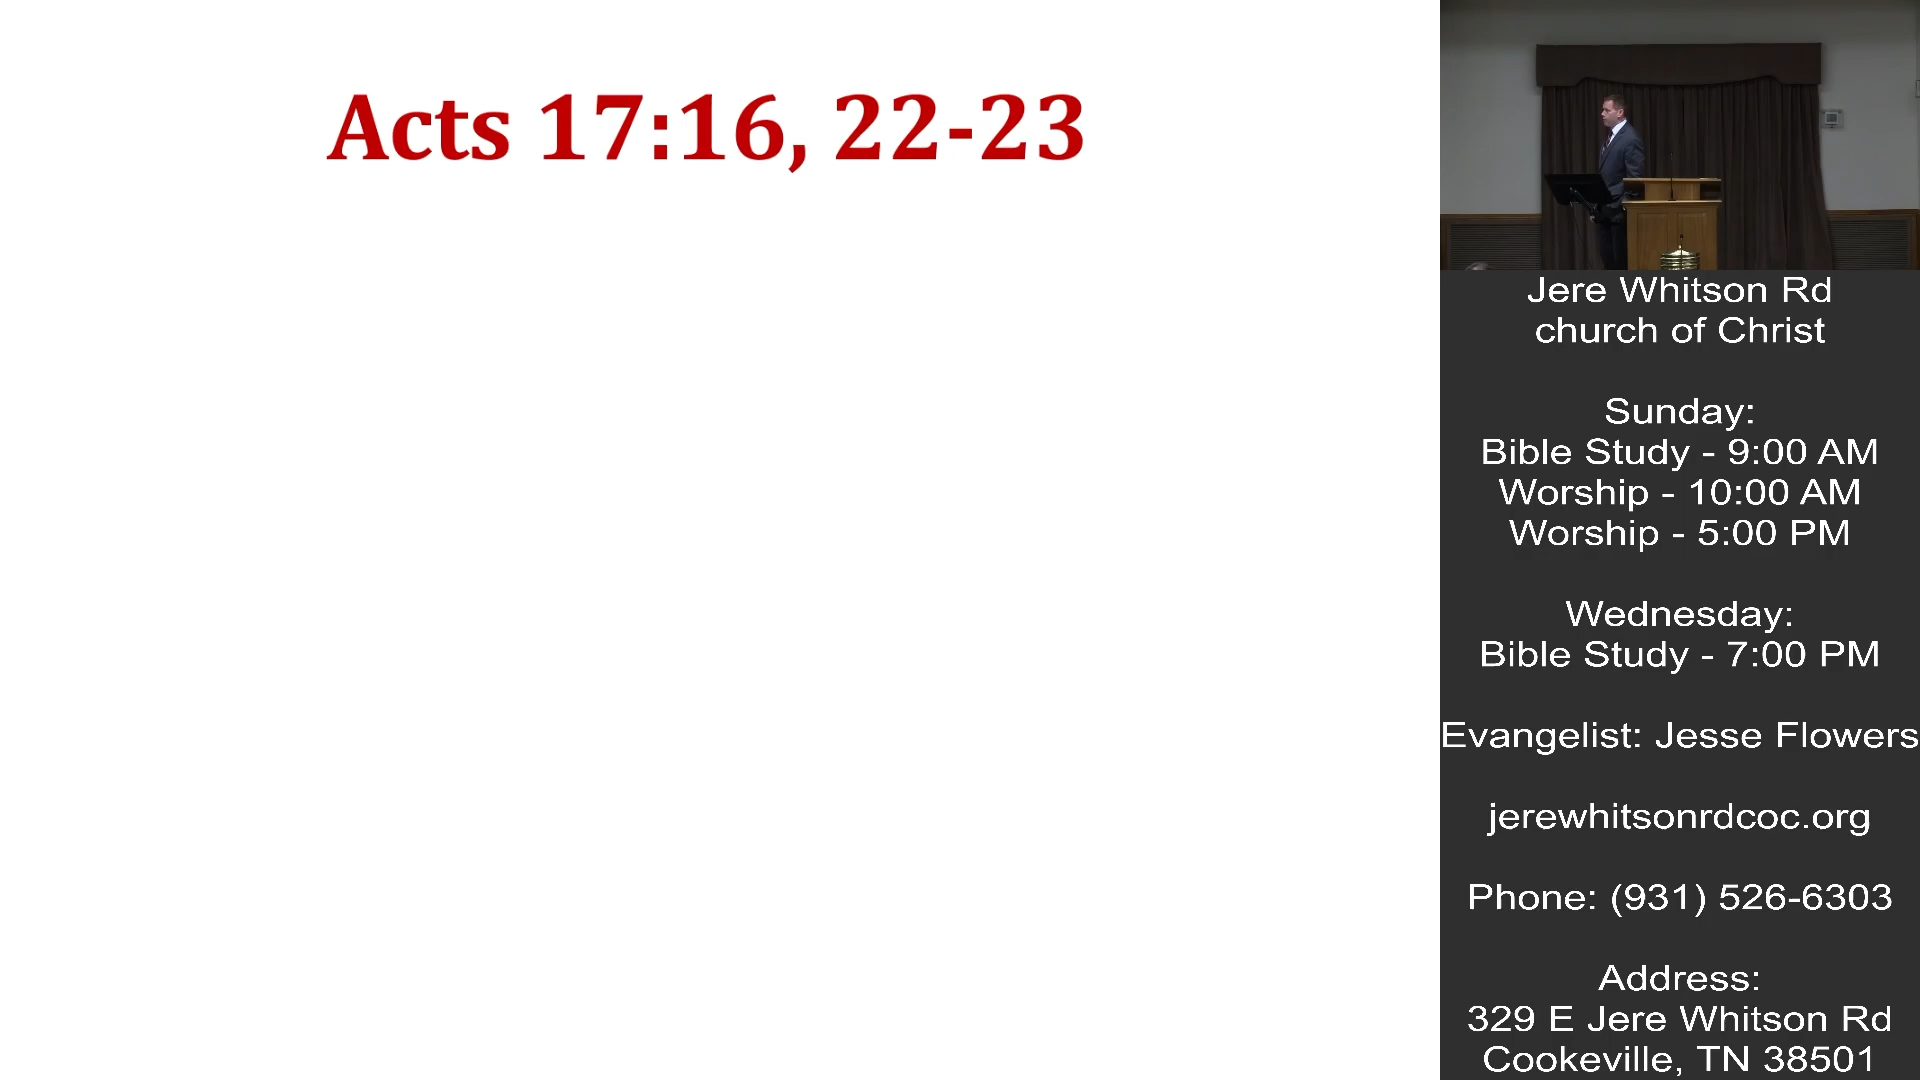 Acts 17:16, 22-23
Jere Whitson Rd
church of Christ
Sunday:
Bible Study - 9:00 AM
Worship - 10:00 AM
Worship - 5:00 PM
Wednesday:
Bible Study - 7:00 PM
Evangelist: Jesse Flowers
jerewhitsonrdcoc.org
Phone: (931) 526-6303
Address:
329 E Jere Whitson Rd
Cookeville, TN 38501